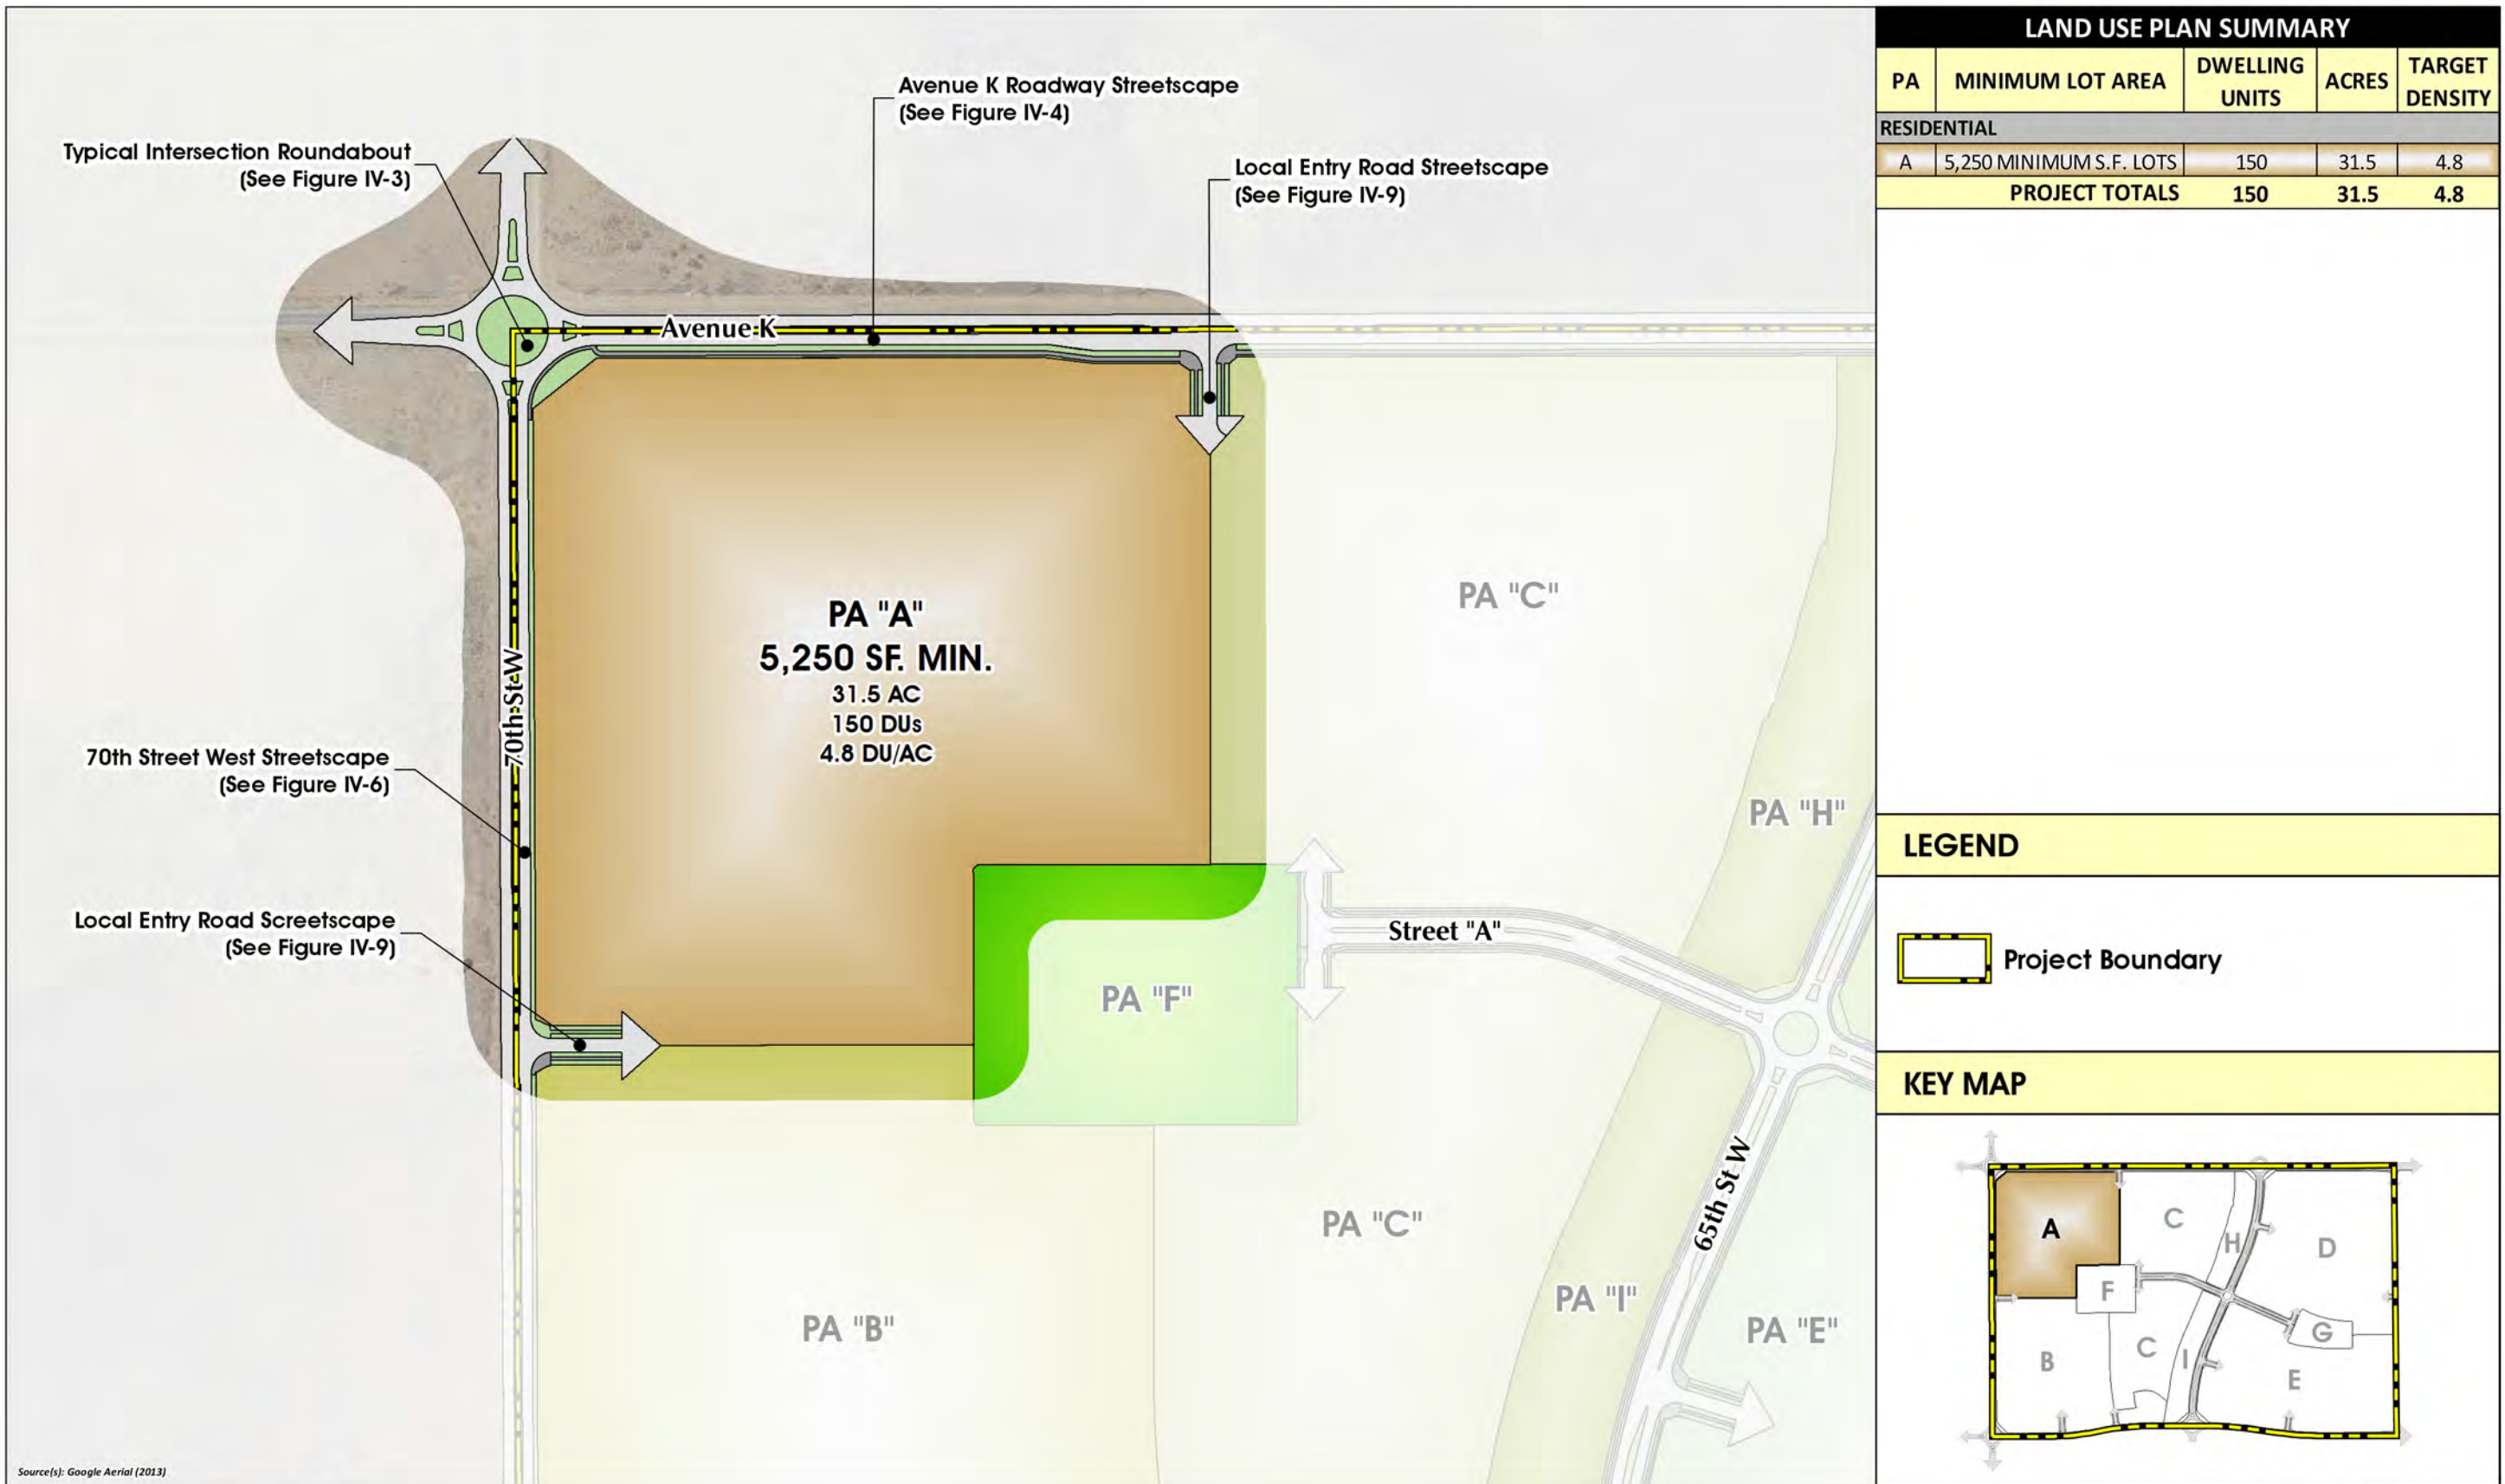 Avenue K Roadway Streetscape
(See Figure IV-4)
Typical Intersection Roundabout
(See Figure IV-3)
Local Entry Road Streetscape
(See Figure IV-9)
Avenue K
PA "A"
5,250 SF. MIN.
31.5 AC
150 DUs
4.8 DU/AC
70th St W
70th Street West Streetscape
(See Figure IV-6)
Local Entry Road Screetscape
(See Figure IV-9)
PA "C"
PA "H"
Street "A"
PA "F"
65th St W
PA "C"
PA "I"
PA "E"
PA "B"
Source(s): Google Aerial (2013)
LAND USE PLAN SUMMARY
PA MINIMUM LOT AREA DWELLING UNITS ACRES TARGET DENSITY
RESIDENTIAL
A 5,250 MINIMUM S.F. LOTS 150 31.5 4.8
PROJECT TOTALS 150 31.5 4.8
LEGEND
Project Boundary
KEY MAP
A
C
H
D
F
G
B
C
I
E